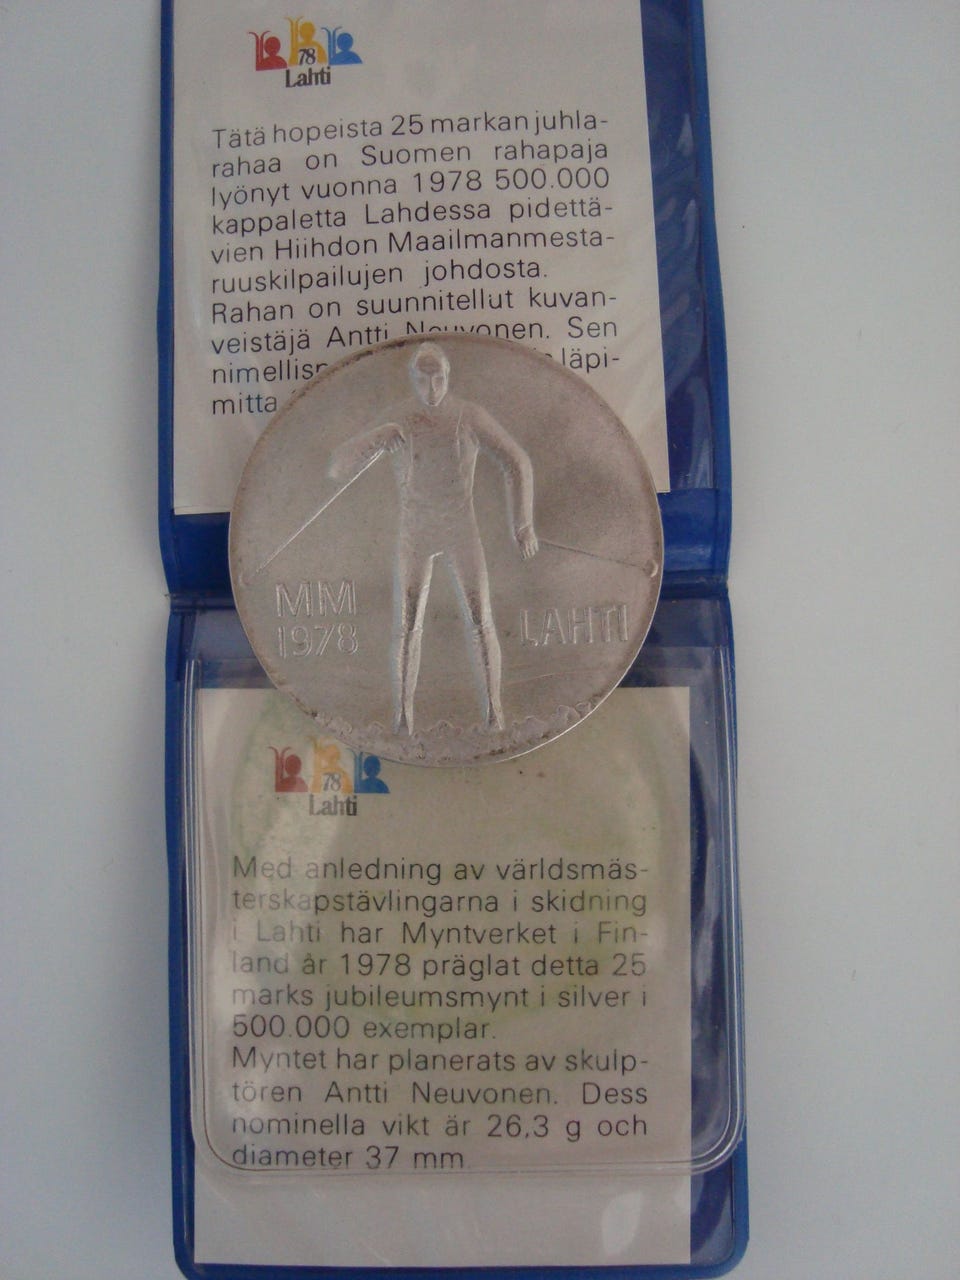 78
Lahti
Tätä hopeista 25 markan juhla-
rahaa on Suomen rahapaja
lyönyt vuonna 1978 500.000
kappaletta Lahdessa pidettä-
vien Hiihdon Maailmanmesta-
ruuskilpailujen johdosta.
Rahan on suunnitellut kuvan-
veistäjä Antti Neuvonen. Sen
läpi-
mitta
MM
1978
LAHTI
78
Lahti
Med anledning av världsmäs-
terskapstävlingarna i skidning
i Lahti har Myntverket i Fin-
land år 1978 präglat detta 25
marks jubileumsmynt i silver i
500.000 exemplar.
Myntet har planerats av skulp-
tören Antti Neuvonen. Dess
nominella vikt är 26,3 g och
diameter 37 mm